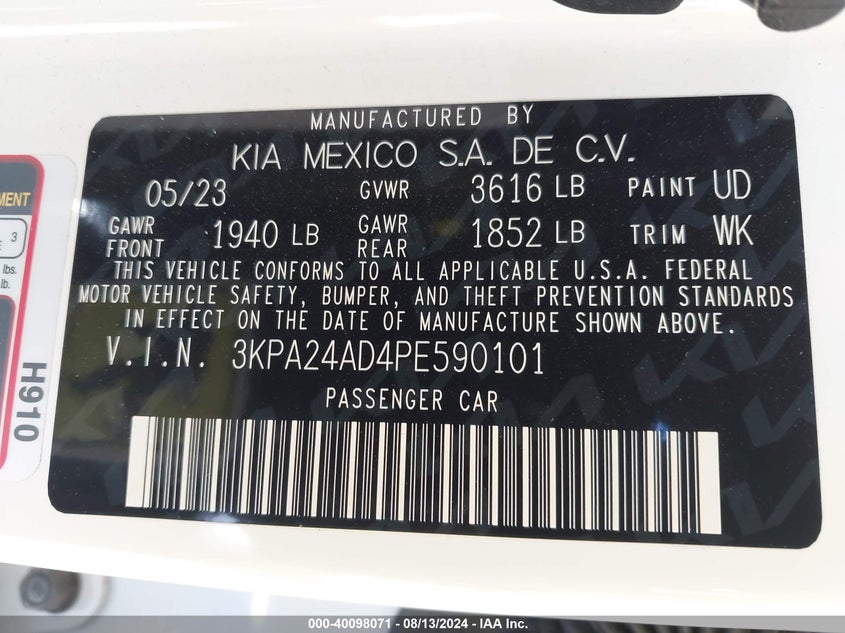 MANUFACTURED BY
KIA MEXICO S.A. DE C.V.
05/23 GVWR 3616 LB PAINT UD
GAWR FRONT 1940 LB GAWR REAR 1852 LB TRIM WK
THIS VEHICLE CONFORMS TO ALL APPLICABLE U.S.A. FEDERAL
MOTOR VEHICLE SAFETY, BUMPER, AND THEFT PREVENTION STANDARDS
IN EFFECT ON THE DATE OF MANUFACTURE SHOWN ABOVE.
V.I.N. 3KPA24AD4PE590101
PASSENGER CAR
3
lbs.
lb.
H910
000-40098071 - 08/13/2024 - IAA Inc.